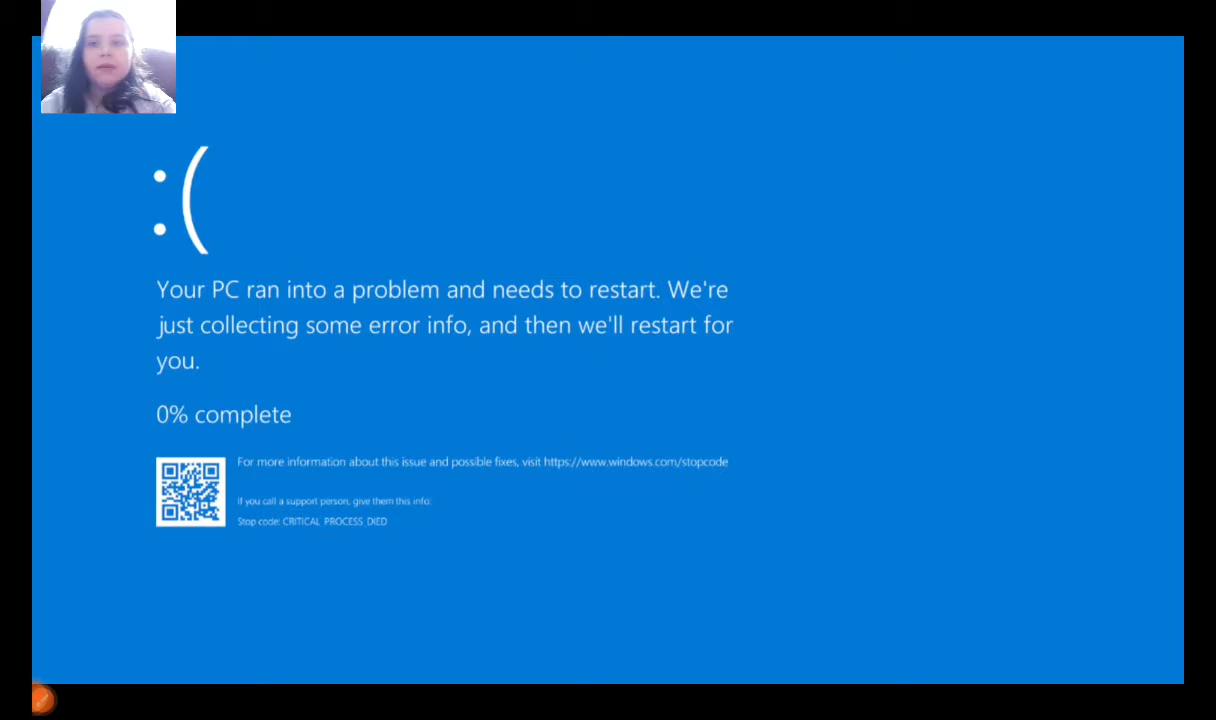 :(
Your PC ran into a problem and needs to restart. We're
just collecting some error info, and then we'll restart for
you.
0% complete
For more information about this issue and possible fixes, visit https://www.windows.com/stopcode
If you call a support person, give them this info:
Stop code: CRITICAL_PROCESS_DIED